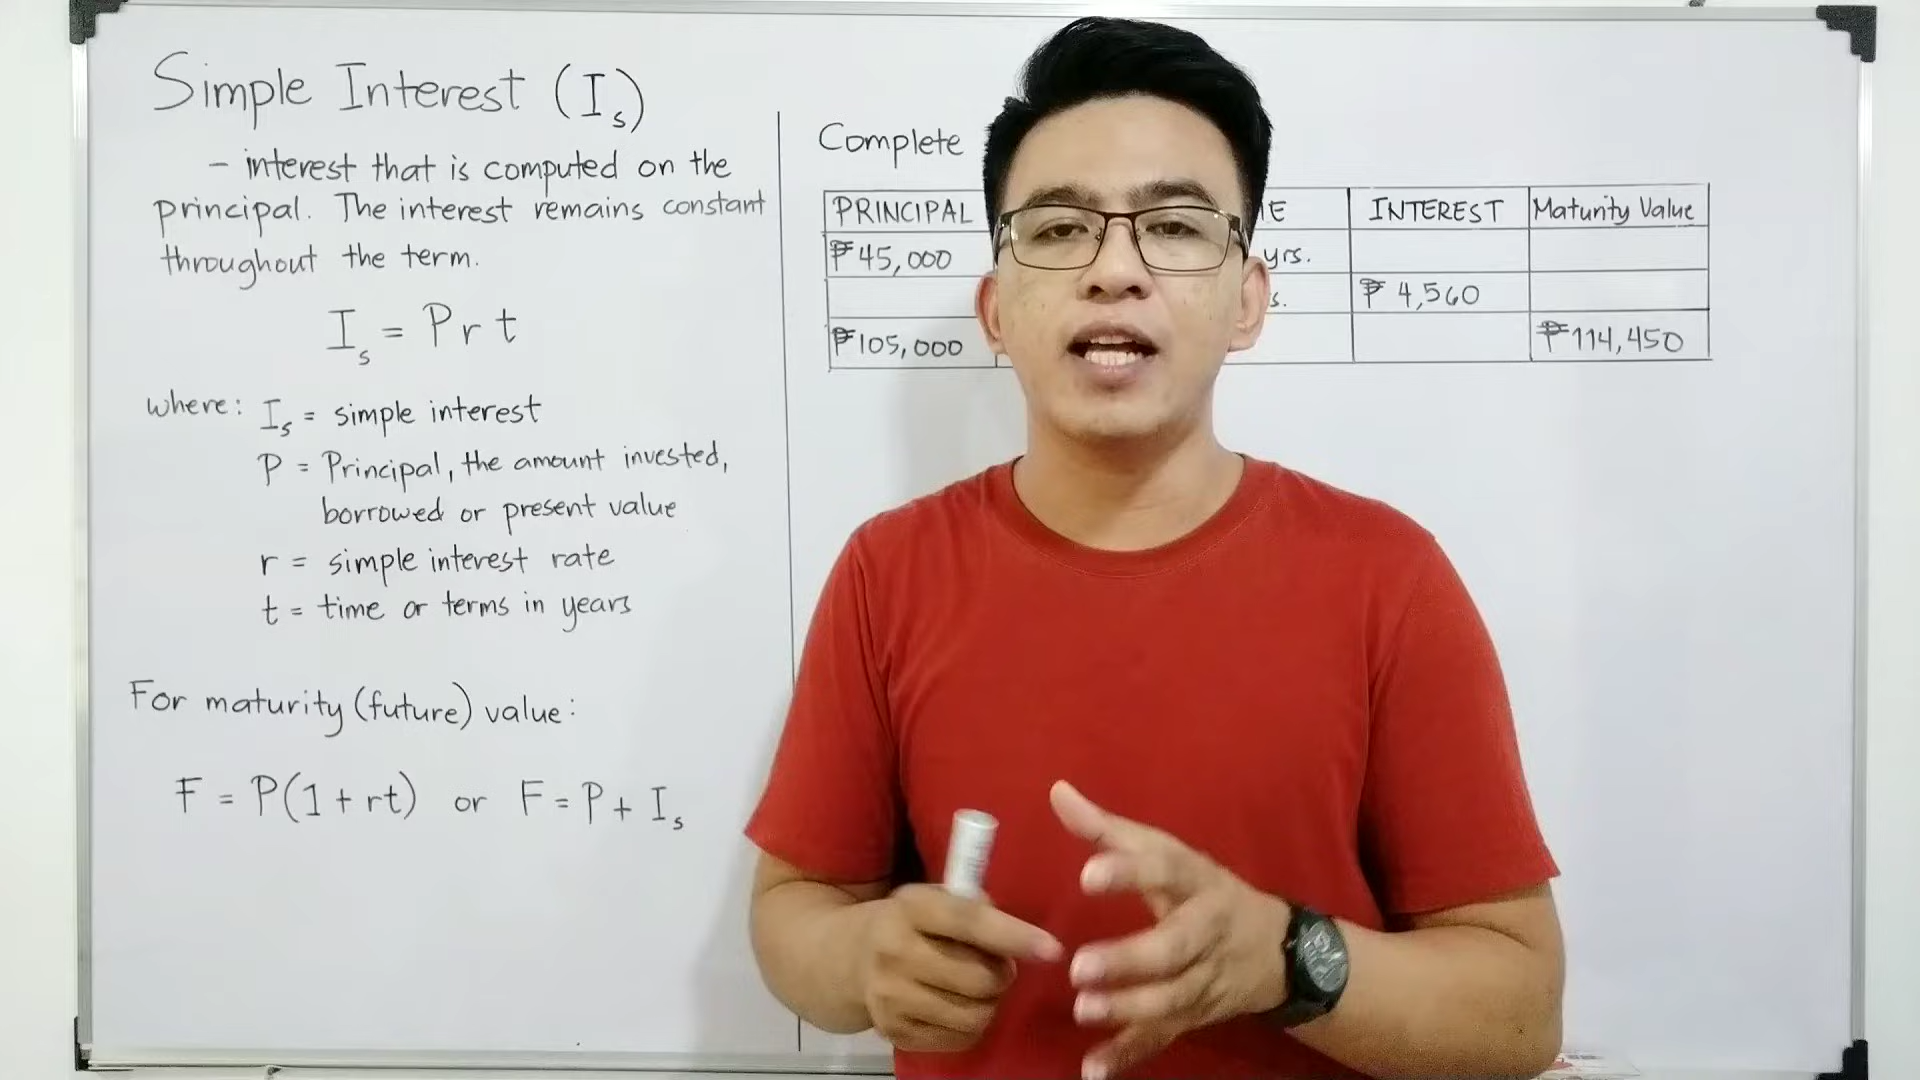 Simple Interest (Is)
- interest that is computed on the
principal. The interest remains constant
throughout the term.
Is = Prt
where: Is = simple interest
P = Principal, the amount invested,
borrowed or present value
r = simple interest rate
t = time or terms in years
For maturity (future) value:
F = P(1 + rt) or F = P + Is
Complete
PRINCIPAL INTEREST Maturity Value
₱45,000 yrs.
₱4,560
₱105,000 ₱114,450